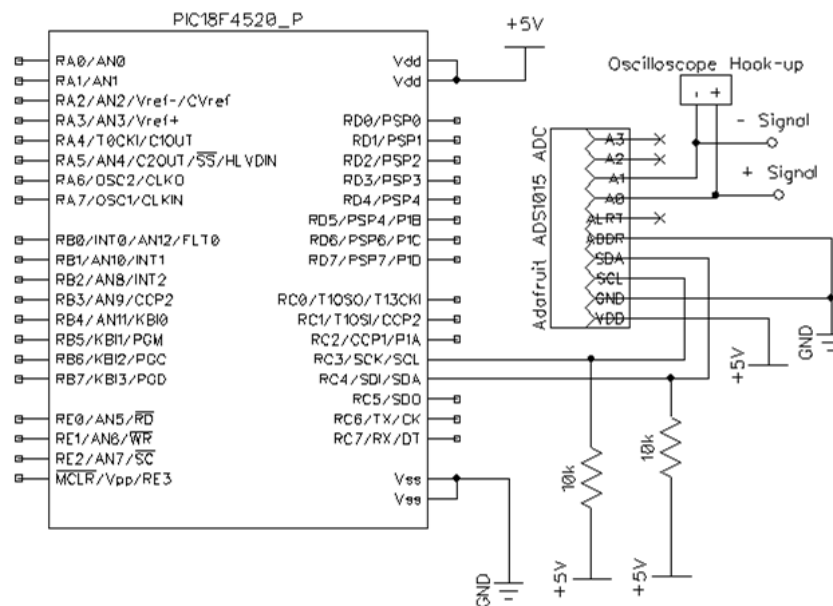 PIC18F4520_P
RA0/AN0
RA1/AN1
RA2/AN2/Vref-/CVref
RA3/AN3/Vref+
RA4/T0CKI/C1OUT
RA5/AN4/C2OUT/SS/HLVDIN
RA6/OSC2/CLKO
RA7/OSC1/CLKIN
RB0/INT0/AN12/FLT0
RB1/AN10/INT1
RB2/AN8/INT2
RB3/AN9/CCP2
RB4/AN11/KBI0
RB5/KBI1/PGM
RB6/KBI2/PGC
RB7/KBI3/PGD
RE0/AN5/RD
RE1/AN6/WR
RE2/AN7/SC
MCLR/Vpp/RE3
Vdd
Vdd
RD0/PSP0
RD1/PSP1
RD2/PSP2
RD3/PSP3
RD4/PSP4
RD5/PSP4/P1B
RD6/PSP6/P1C
RD7/PSP7/P1D
RC0/T1OSO/T13CKI
RC1/T1OSI/CCP2
RC2/CCP1/P1A
RC3/SCK/SCL
RC4/SDI/SDA
RC5/SDO
RC6/TX/CK
RC7/RX/DT
Vss
Vss
+5V
GND
Oscilloscope Hook-up
- +
- Signal
+ Signal
Adafruit ADS1015 ADC
A3
A2
A1
A0
ALRT
ADDR
SDA
SCL
GND
VDD
+5V
GND
10k
10k
+5V
+5V